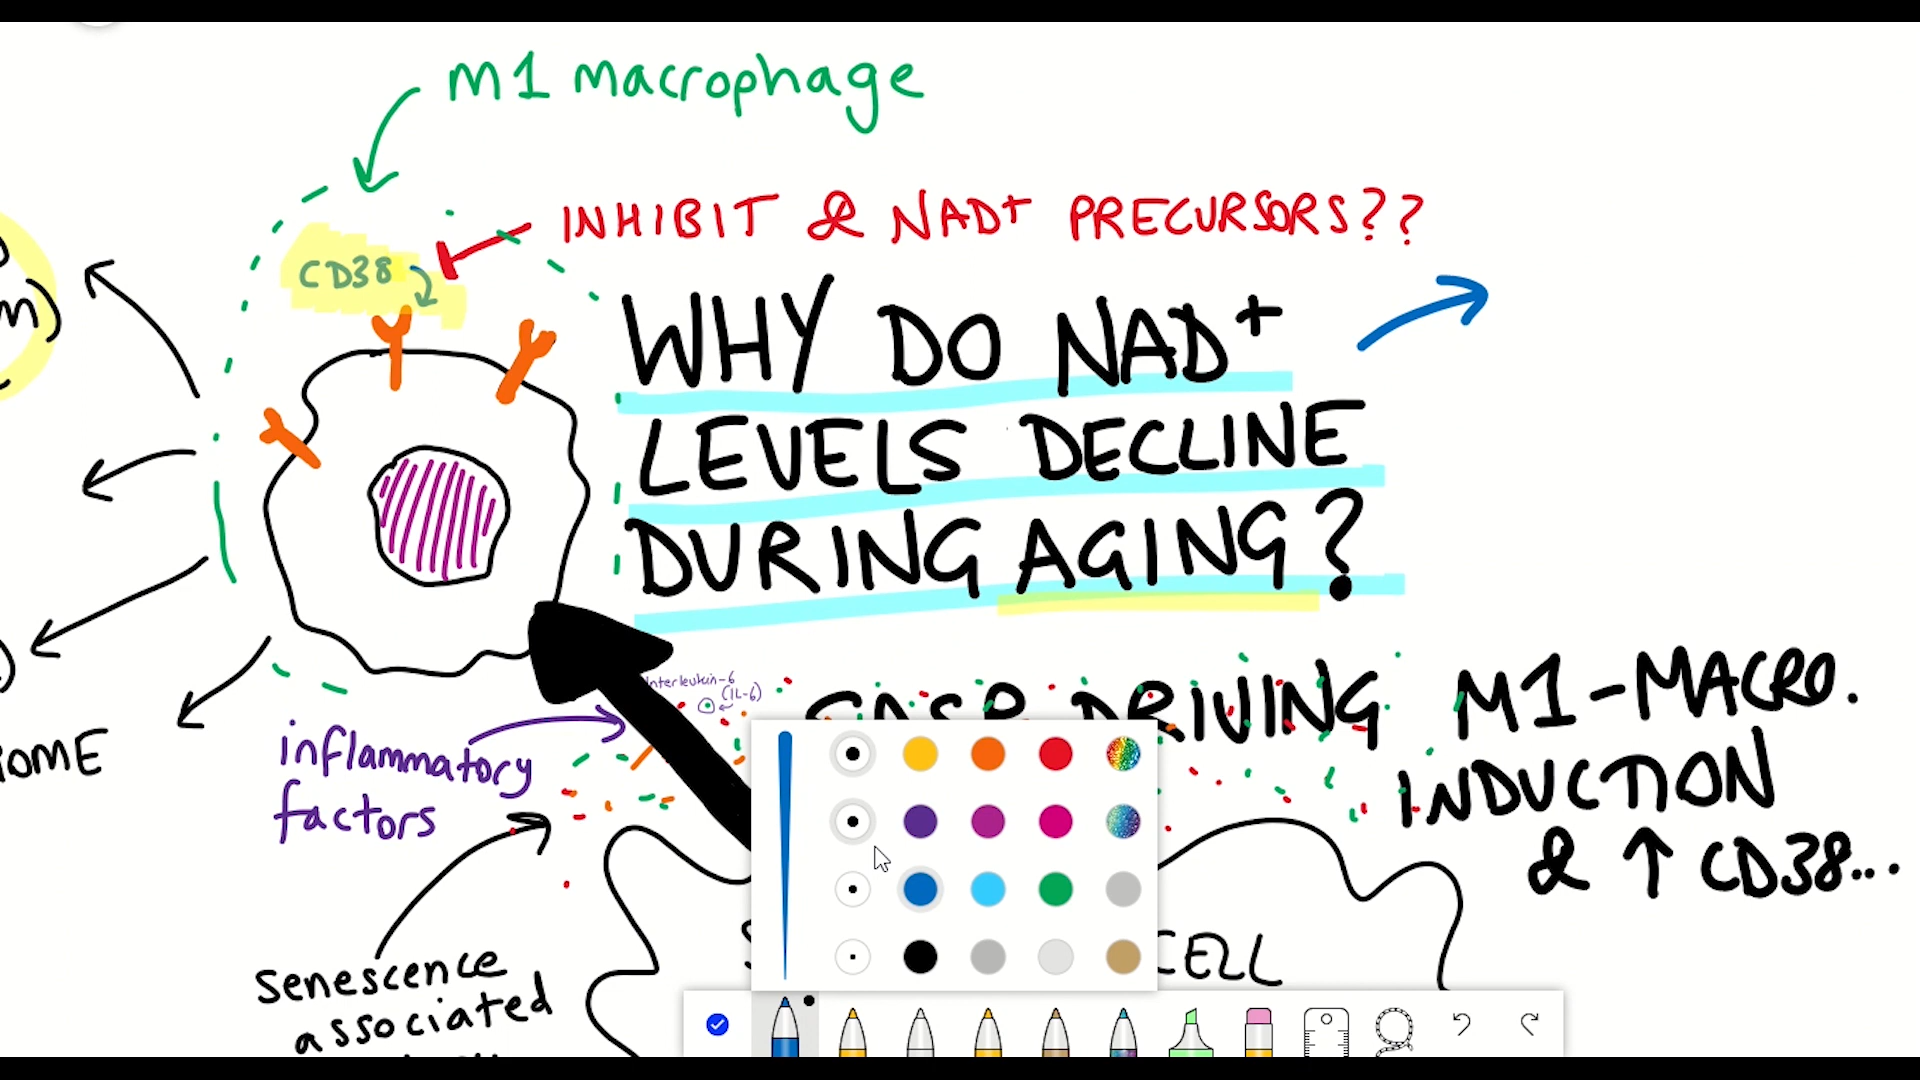 m1 macrophage
INHIBIT & NAD+ PRECURSORS??
CD38
WHY DO NAD+
LEVELS DECLINE
DURING AGING?
m)
Interleukin-6
(IL-6)
SASP DRIVING M1-MACRO.
INDUCTION
& ↑ CD38...
inflammatory
factors
OME
CELL
Senescence
associated